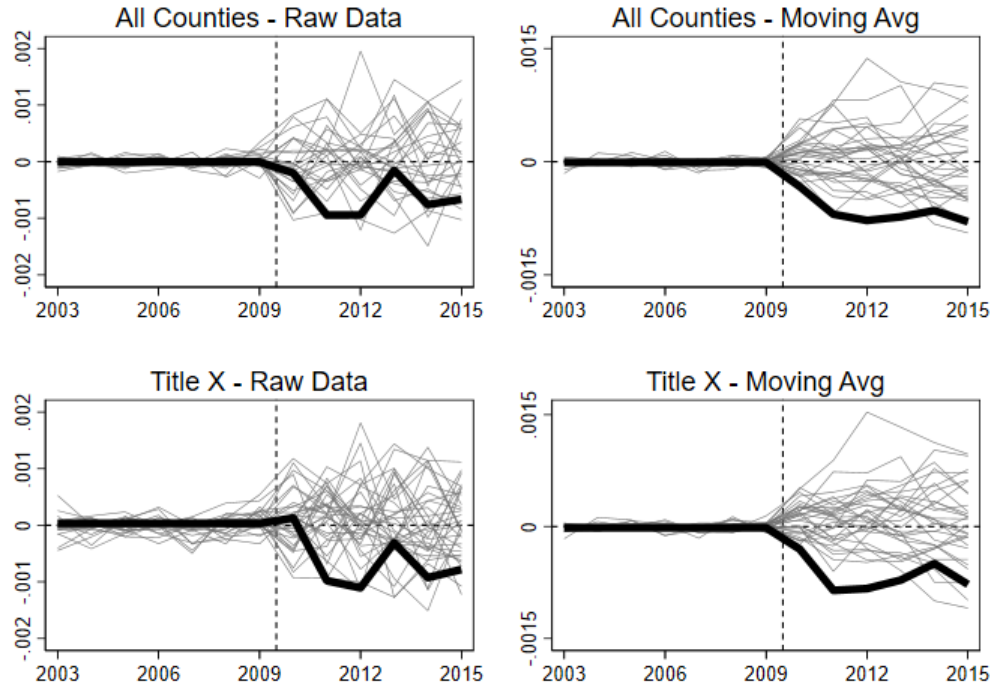 All Counties - Raw Data
.002
.001
0
-.001
-.002
2003 2006 2009 2012 2015
All Counties - Moving Avg
.0015
0
-.0015
2003 2006 2009 2012 2015
Title X - Raw Data
.002
.001
0
-.001
-.002
2003 2006 2009 2012 2015
Title X - Moving Avg
.0015
0
-.0015
2003 2006 2009 2012 2015